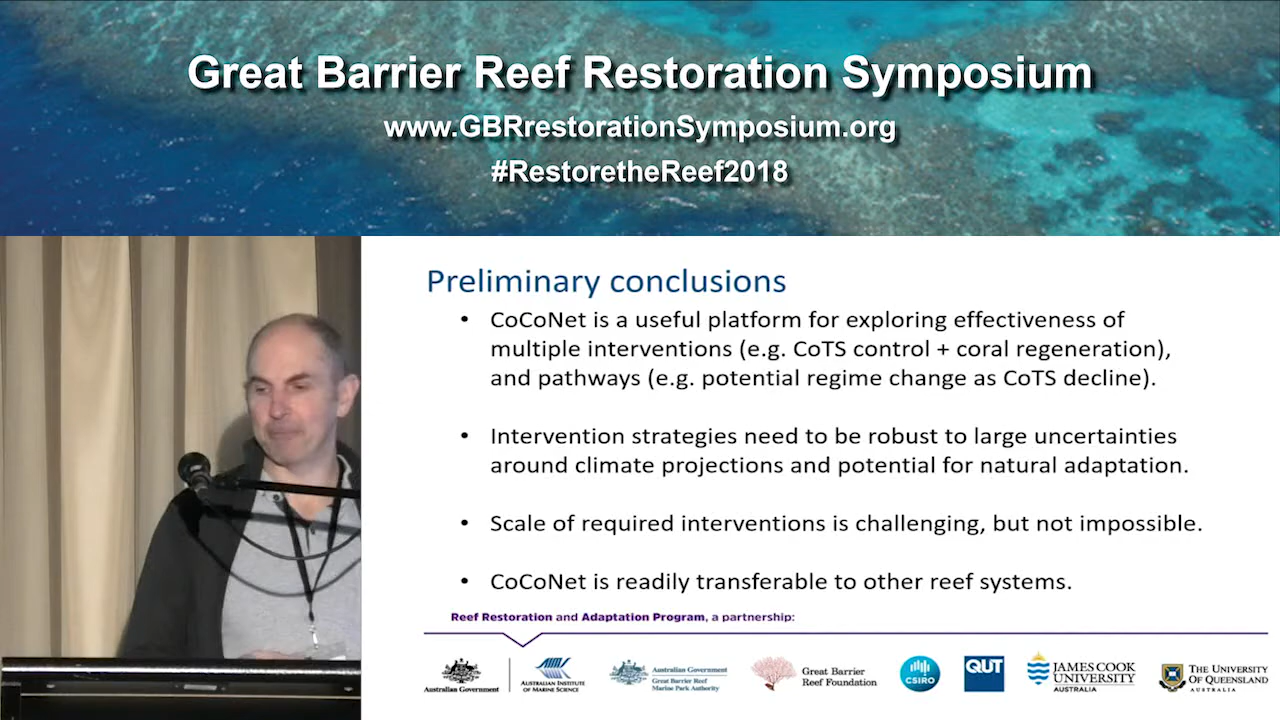 Great Barrier Reef Restoration Symposium
www.GBRrestorationSymposium.org
#RestoretheReef2018
Preliminary conclusions
• CoCoNet is a useful platform for exploring effectiveness of
multiple interventions (e.g. CoTS control + coral regeneration),
and pathways (e.g. potential regime change as CoTS decline).
• Intervention strategies need to be robust to large uncertainties
around climate projections and potential for natural adaptation.
• Scale of required interventions is challenging, but not impossible.
• CoCoNet is readily transferable to other reef systems.
Reef Restoration and Adaptation Program, a partnership:
Australian Government
AUSTRALIAN INSTITUTE
OF MARINE SCIENCE
Australian Government
Great Barrier Reef
Marine Park Authority
Great Barrier
Reef Foundation
CSIRO
QUT
JAMES COOK
UNIVERSITY
AUSTRALIA
THE UNIVERSITY
OF QUEENSLAND
AUSTRALIA